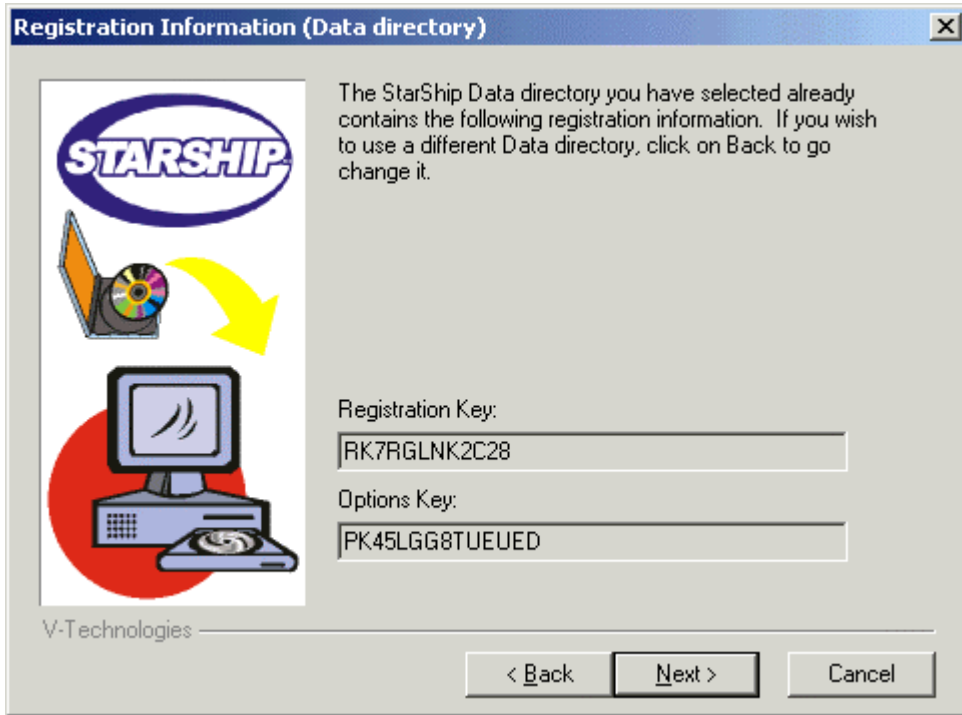 Registration Information (Data directory)
STARSHIP
The StarShip Data directory you have selected already
contains the following registration information. If you wish
to use a different Data directory, click on Back to go
change it.
Registration Key:
RK7RGLNK2C28
Options Key:
PK45LGG8TUEUED
V-Technologies
< Back
Next >
Cancel